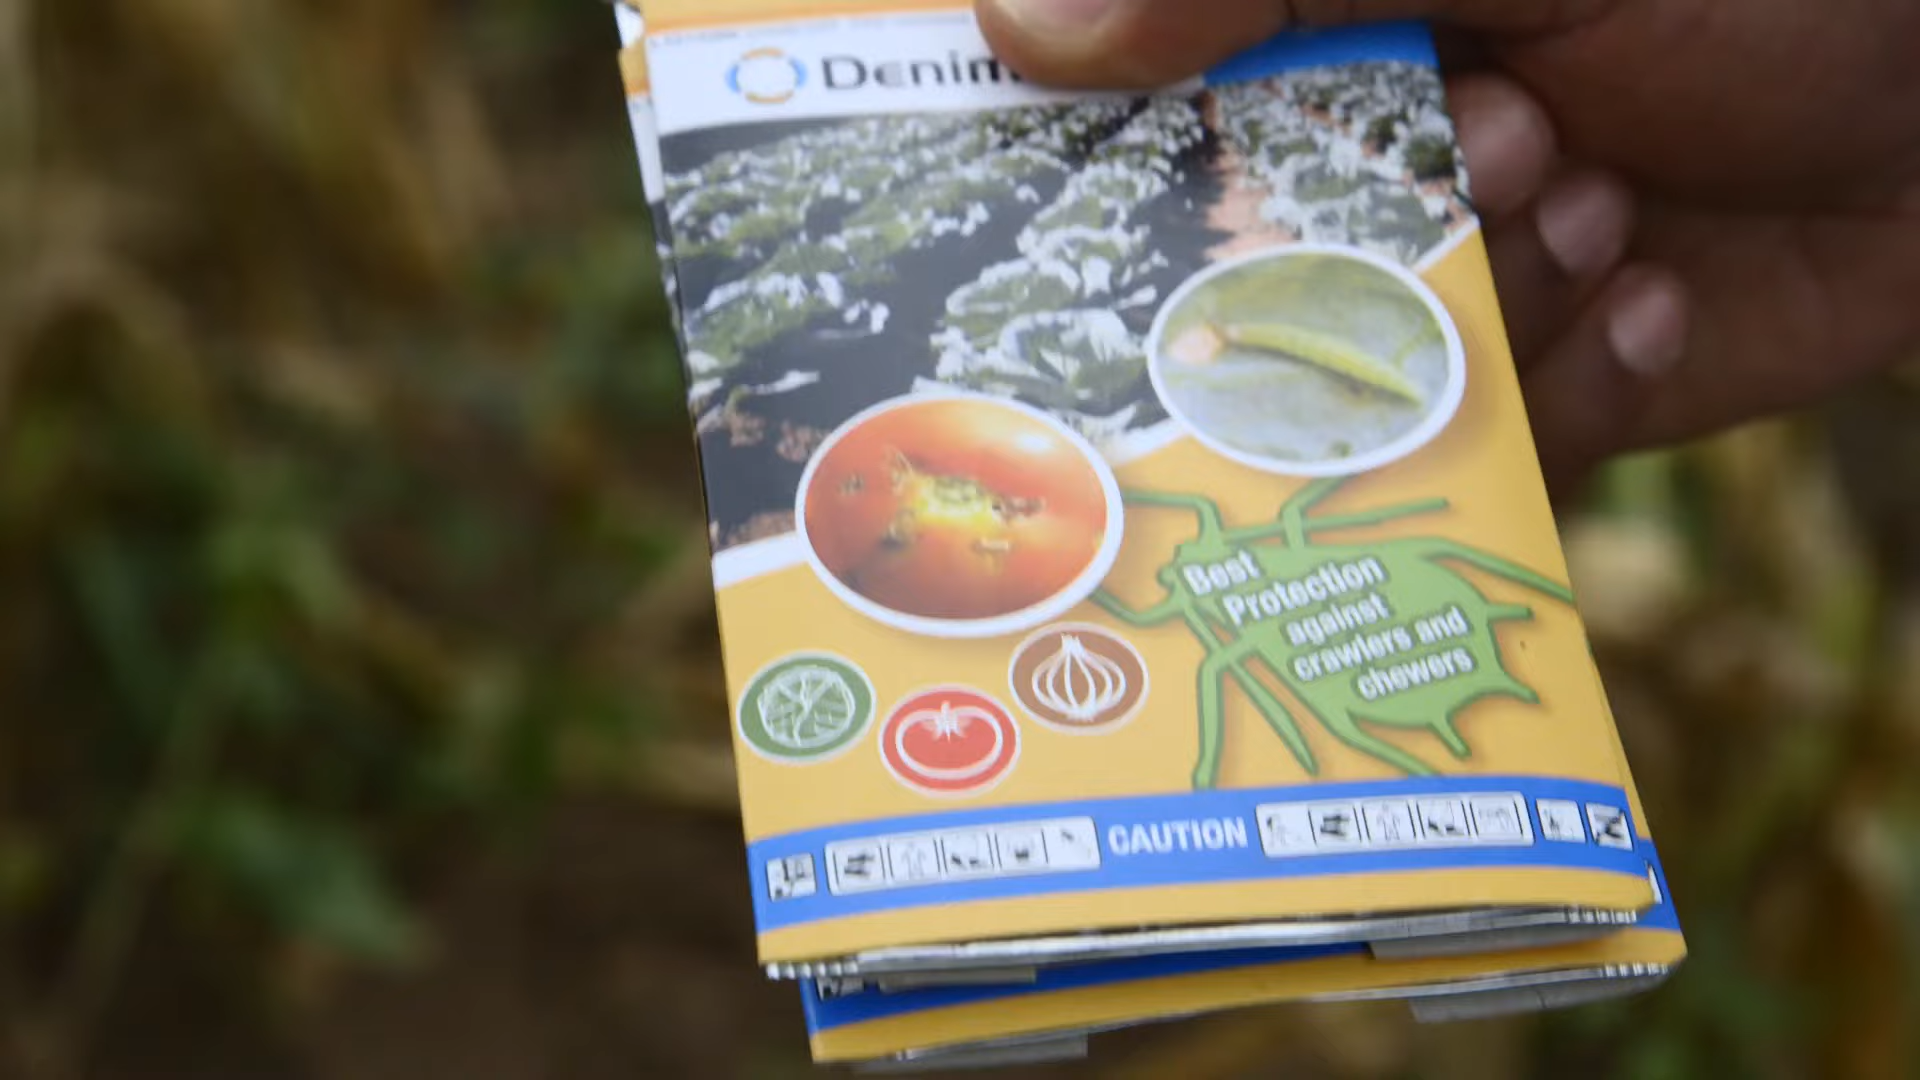 Denim
Best
Protection
against
crawlers and
chewers
CAUTION